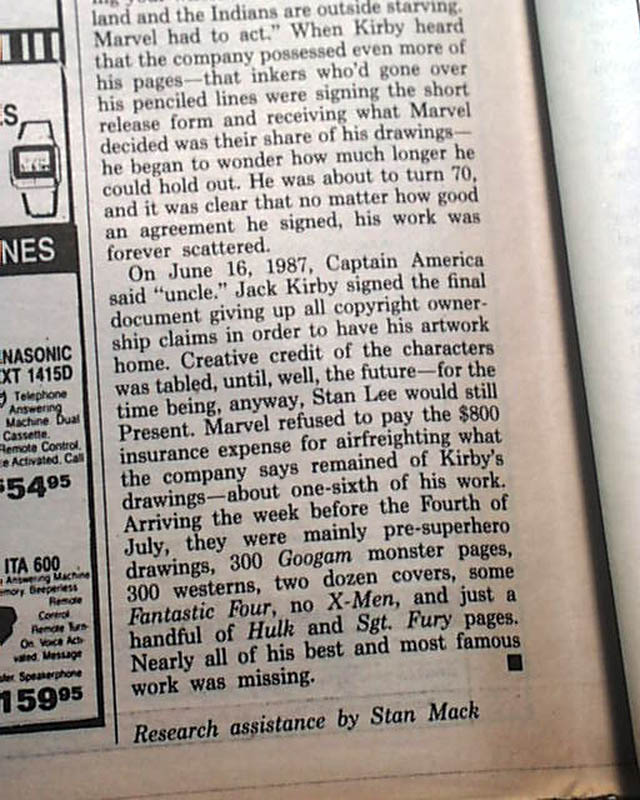 land and the Indians are outside starving.
Marvel had to act." When Kirby heard
that the company possessed even more of
his pages—that inkers who'd gone over
his penciled lines were signing the short
release form and receiving what Marvel
decided was their share of his drawings—
he began to wonder how much longer he
could hold out. He was about to turn 70,
and it was clear that no matter how good
an agreement he signed, his work was
forever scattered.
On June 16, 1987, Captain America
said "uncle." Jack Kirby signed the final
document giving up all copyright owner-
ship claims in order to have his artwork
home. Creative credit of the characters
was tabled, until, well, the future—for the
time being, anyway, Stan Lee would still
Present. Marvel refused to pay the $800
insurance expense for airfreighting what
the company says remained of Kirby's
drawings—about one-sixth of his work.
Arriving the week before the Fourth of
July, they were mainly pre-superhero
drawings, 300 Googam monster pages,
300 westerns, two dozen covers, some
Fantastic Four, no X-Men, and just a
handful of Hulk and Sgt. Fury pages.
Nearly all of his best and most famous
work was missing.
Research assistance by Stan Mack
S
NES
NASONIC
XT 1415D
Telephone
Answering
Machine Dual
Cassette.
Remote Control.
e Activated. Call
$5495
ITA 600
Answering Machine
mory. Beeperless
Remote
Control
Remote Turn-
On. Voice Acti-
vated. Message
Speakerphone
15995